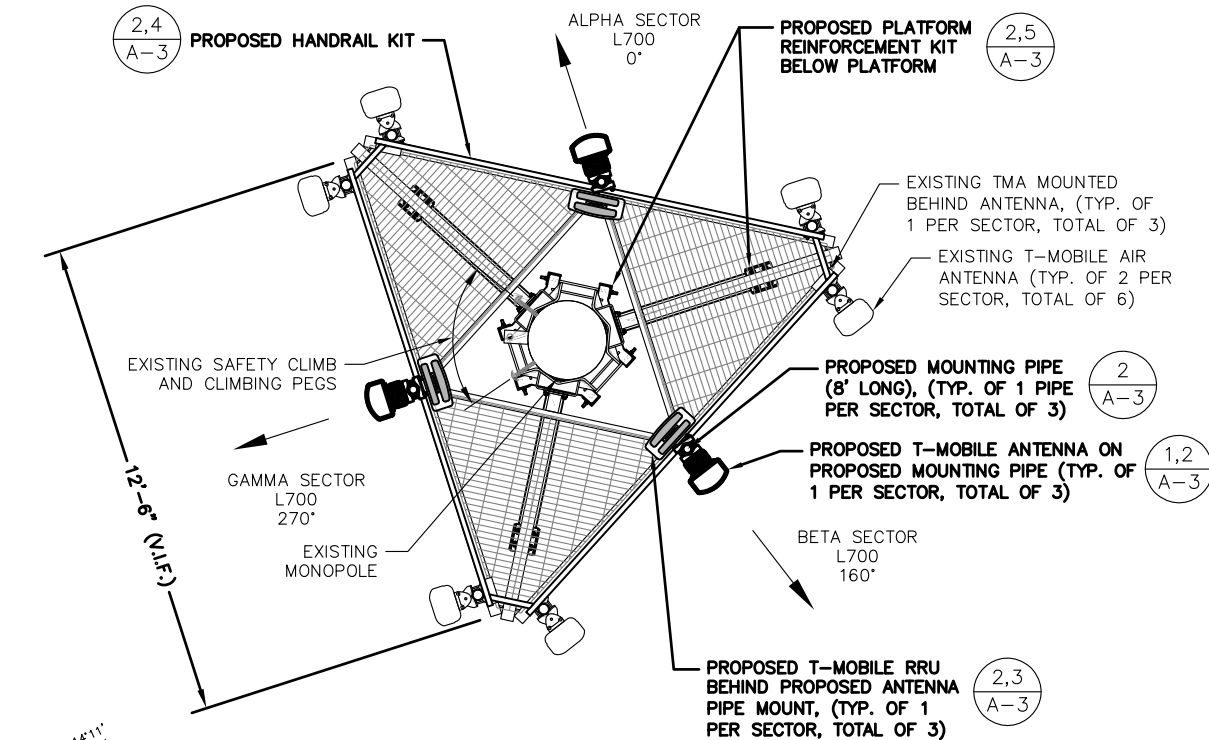 2,4
A-3
PROPOSED HANDRAIL KIT
ALPHA SECTOR
L700
0°
PROPOSED PLATFORM
REINFORCEMENT KIT
BELOW PLATFORM
2,5
A-3
EXISTING TMA MOUNTED
BEHIND ANTENNA, (TYP. OF
1 PER SECTOR, TOTAL OF 3)
EXISTING T-MOBILE AIR
ANTENNA (TYP. OF 2 PER
SECTOR, TOTAL OF 6)
EXISTING SAFETY CLIMB
AND CLIMBING PEGS
PROPOSED MOUNTING PIPE
(8' LONG), (TYP. OF 1 PIPE
PER SECTOR, TOTAL OF 3)
2
A-3
PROPOSED T-MOBILE ANTENNA ON
PROPOSED MOUNTING PIPE (TYP. OF
1 PER SECTOR, TOTAL OF 3)
1,2
A-3
12'-6" (V.I.F.)
GAMMA SECTOR
L700
270°
EXISTING
MONOPOLE
BETA SECTOR
L700
160°
PROPOSED T-MOBILE RRU
BEHIND PROPOSED ANTENNA
PIPE MOUNT, (TYP. OF 1
PER SECTOR, TOTAL OF 3)
2,3
A-3